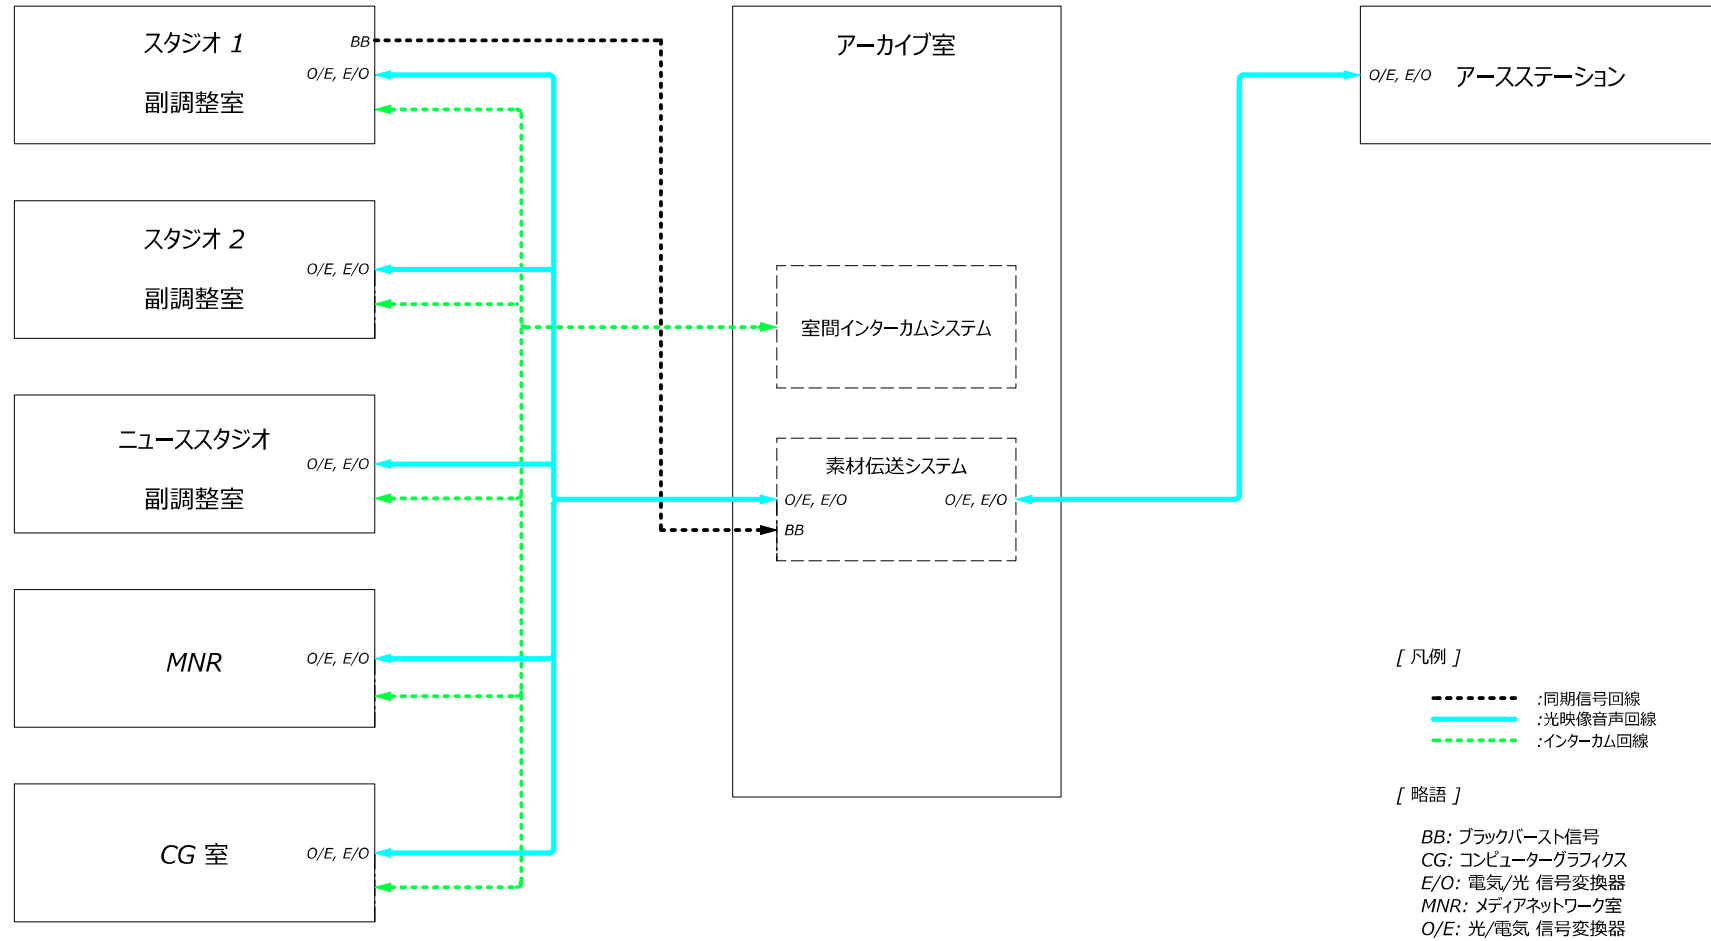 スタジオ 1
BB
O/E, E/O
副調整室
スタジオ 2
O/E, E/O
副調整室
ニューススタジオ
O/E, E/O
副調整室
MNR
O/E, E/O
CG 室
O/E, E/O
アーカイブ室
室間インターカムシステム
素材伝送システム
O/E, E/O
O/E, E/O
BB
O/E, E/O
アースステーション
[ 凡例 ]
:同期信号回線
:光映像音声回線
:インターカム回線
[ 略語 ]
BB: ブラックバースト信号
CG: コンピューターグラフィクス
E/O: 電気/光 信号変換器
MNR: メディアネットワーク室
O/E: 光/電気 信号変換器